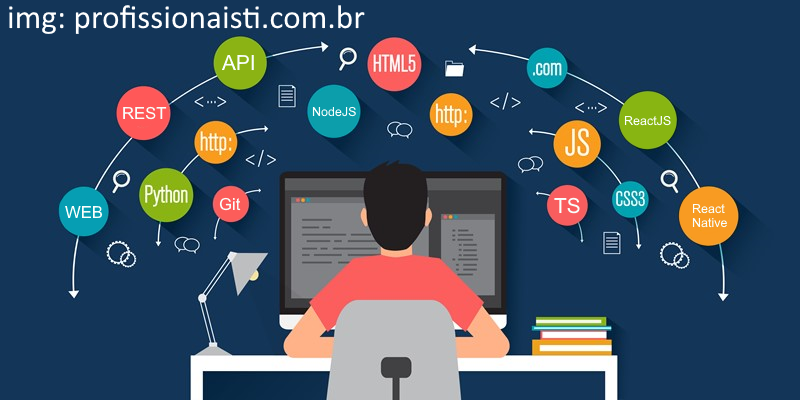 img: profissionaisti.com.br
API
HTML5
.com
REST
NodeJS
http:
ReactJS
http:
JS
Python
Git
WEB
TS
CSS3
React
Native